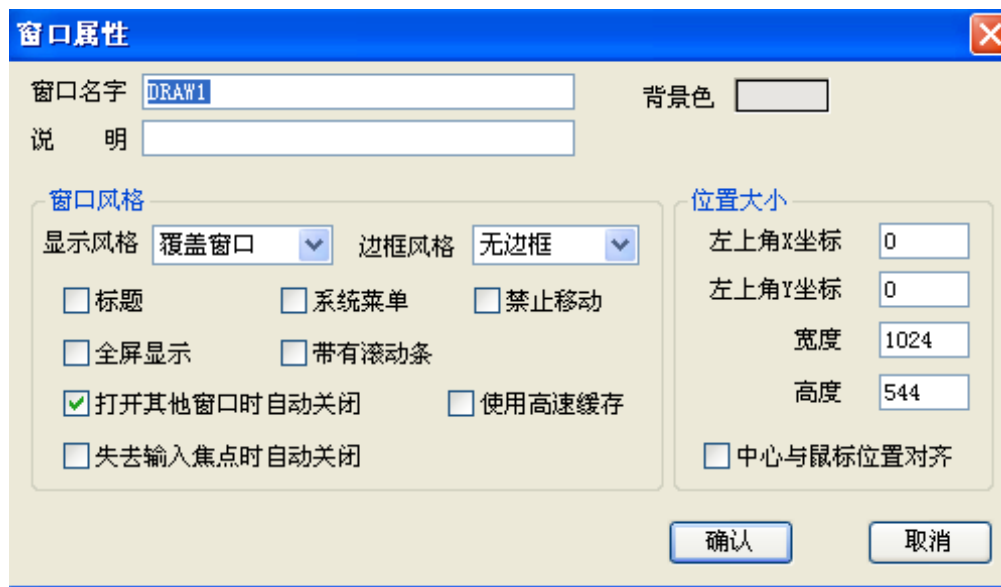 窗口属性
窗口名字 DRAW1 背景色
说 明
窗口风格
显示风格 覆盖窗口 边框风格 无边框
标题 系统菜单 禁止移动
全屏显示 带有滚动条
打开其他窗口时自动关闭 使用高速缓存
失去输入焦点时自动关闭
位置大小
左上角X坐标 0
左上角Y坐标 0
宽度 1024
高度 544
中心与鼠标位置对齐
确认 取消